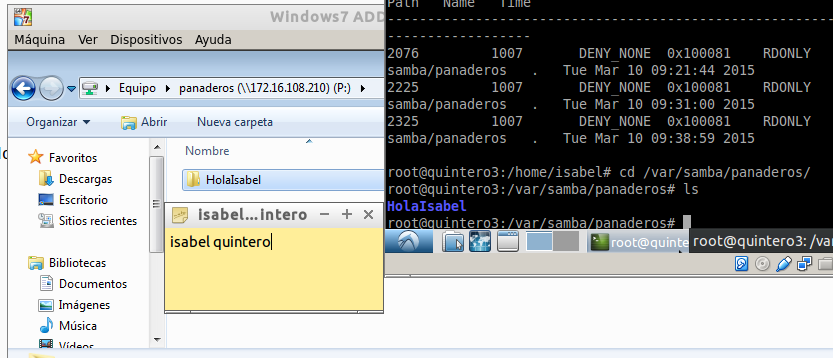 Windows7 ADD
Máquina Ver Dispositivos Ayuda
Equipo panaderos (\\172.16.108.210) (P:)
Organizar Abrir Nueva carpeta
Favoritos
Descargas
Escritorio
Sitios recientes
Bibliotecas
Documentos
Imágenes
Música
Vídeos
Nombre
HolaIsabel
isabel...intero
isabel quintero
Path Name Time
--------------------------------------------------
-----------------
2076 1007 DENY_NONE 0x100081 RDONLY
samba/panaderos . Tue Mar 10 09:21:44 2015
2225 1007 DENY_NONE 0x100081 RDONLY
samba/panaderos . Tue Mar 10 09:31:00 2015
2325 1007 DENY_NONE 0x100081 RDONLY
samba/panaderos . Tue Mar 10 09:38:59 2015
root@quintero3:/home/isabel# cd /var/samba/panaderos/
root@quintero3:/var/samba/panaderos# ls
HolaIsabel
root@quintero3:/var/samba/panaderos#
root@quinte
root@quintero3: /va